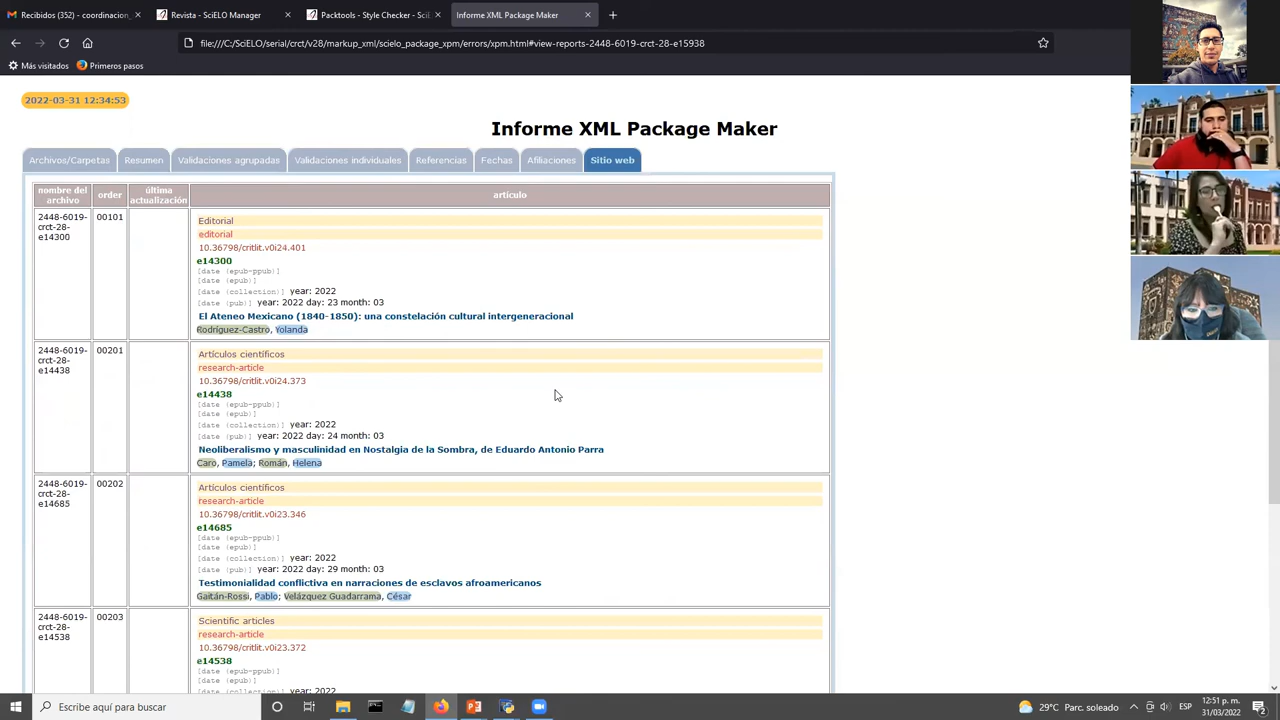 Recibidos (32) - coordinacion_
Revista - SciELO Manager
Packtools - Style Checker - SciEL
Informe XML Package Maker
file:///C:/SciELO/serial/crct/v28/markup_xml/scielo_package_xpm/errors/xpm.html#view-reports-2448-6019-crct-28-e15938
Más visitados
Primeros pasos
2022-03-31 12:34:53
Informe XML Package Maker
Archivos/Carpetas Resumen Validaciones agrupadas Validaciones individuales Referencias Fechas Afiliaciones Sitio web
nombre del archivo order última actualización artículo
2448-6019-
crct-28-
e14300
00101
Editorial
editorial
10.36798/critlit.v0i24.401
e14300
[date (epub-ppub)]
[date (epub)]
[date (collection)] year: 2022
[date (pub)] year: 2022 day: 23 month: 03
El Ateneo Mexicano (1840-1850): una constelación cultural intergeneracional
Rodríguez-Castro, Yolanda
2448-6019-
crct-28-
e14438
00201
Artículos científicos
research-article
10.36798/critlit.v0i24.373
e14438
[date (epub-ppub)]
[date (epub)]
[date (collection)] year: 2022
[date (pub)] year: 2022 day: 24 month: 03
Neoliberalismo y masculinidad en Nostalgia de la Sombra, de Eduardo Antonio Parra
Caro, Pamela; Román, Helena
2448-6019-
crct-28-
e14685
00202
Artículos científicos
research-article
10.36798/critlit.v0i23.346
e14685
[date (epub-ppub)]
[date (epub)]
[date (collection)] year: 2022
[date (pub)] year: 2022 day: 29 month: 03
Testimonialidad conflictiva en narraciones de esclavos afroamericanos
Gaitán-Rossi, Pablo; Velázquez Guadarrama, César
2448-6019-
crct-28-
e14538
00203
Scientific articles
research-article
10.36798/critlit.v0i23.372
e14538
[date (epub-ppub)]
[date (epub)]
[date (collection)] year: 2022
Escribe aquí para buscar
29°C Parc. soleado
ESP
12:51 p. m.
31/03/2022
2